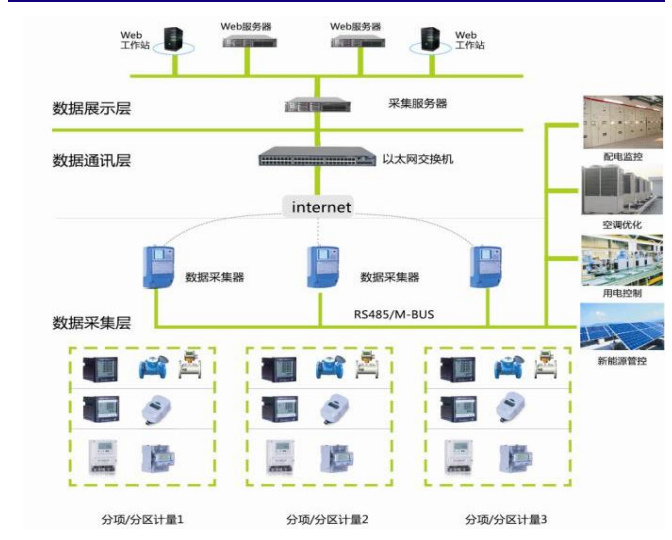 Web
工作站
Web服务器
Web服务器
Web
工作站
数据展示层
采集服务器
数据通讯层
以太网交换机
配电监控
internet
空调优化
数据采集器
数据采集器
用电控制
RS485/M-BUS
数据采集层
新能源管控
分项/分区计量1
分项/分区计量2
分项/分区计量3